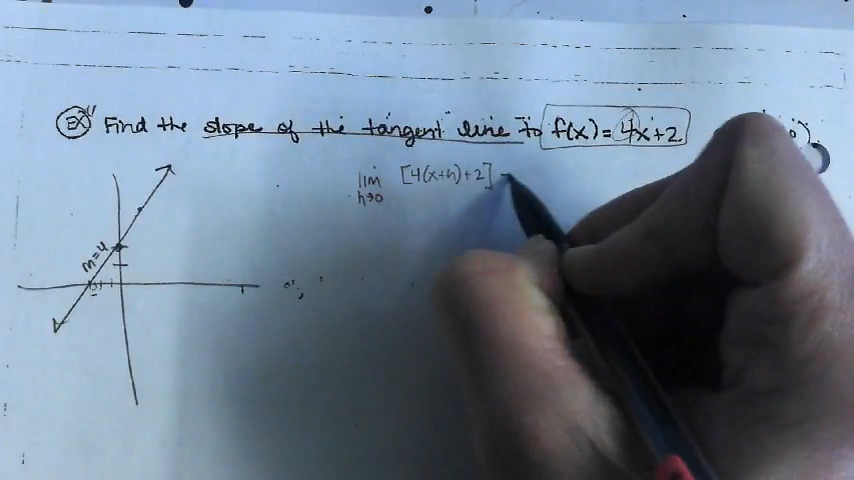 EX Find the slope of the "tangent" line to f(x) = 4x+2
lim [4(x+h)+2] -
h→0
m=4